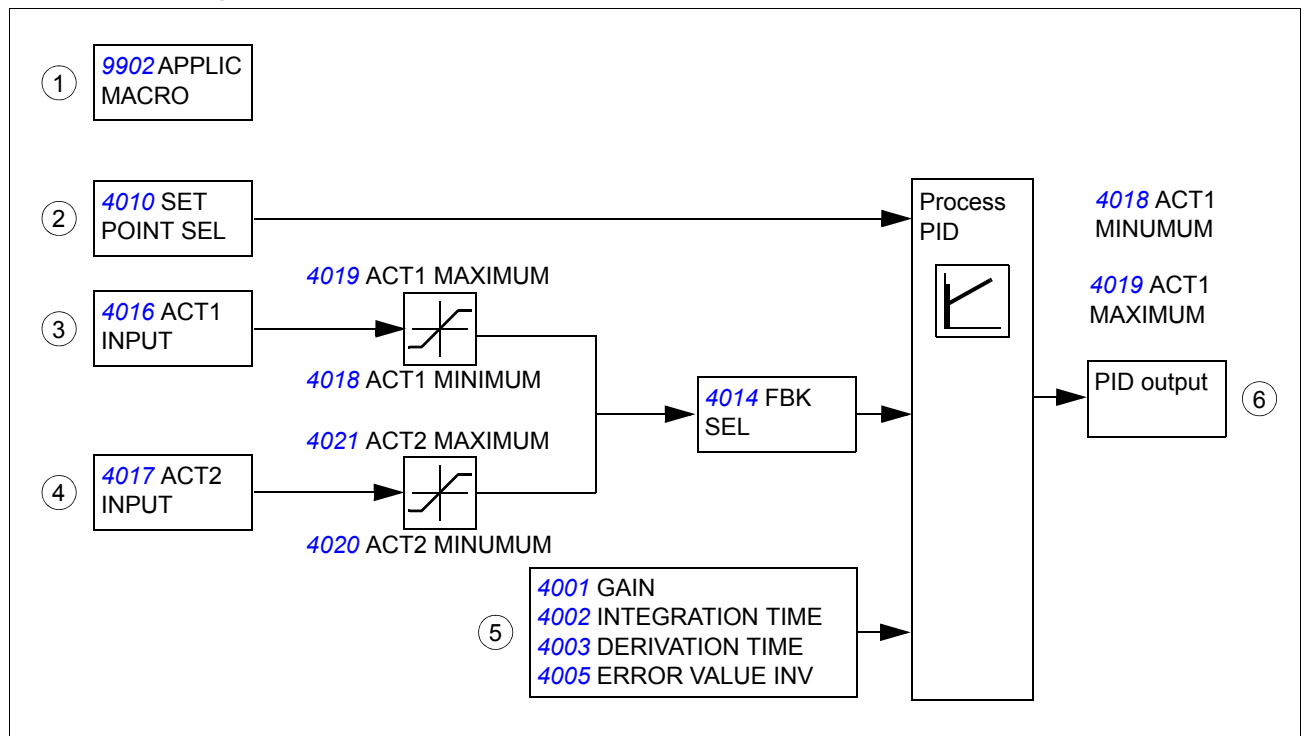 1
9902 APPLIC
MACRO
2
4010 SET
POINT SEL
Process
PID
4018 ACT1
MINUMUM
4019 ACT1 MAXIMUM
4019 ACT1
MAXIMUM
3
4016 ACT1
INPUT
4018 ACT1 MINIMUM
4014 FBK
SEL
PID output
6
4021 ACT2 MAXIMUM
4
4017 ACT2
INPUT
4020 ACT2 MINUMUM
5
4001 GAIN
4002 INTEGRATION TIME
4003 DERIVATION TIME
4005 ERROR VALUE INV